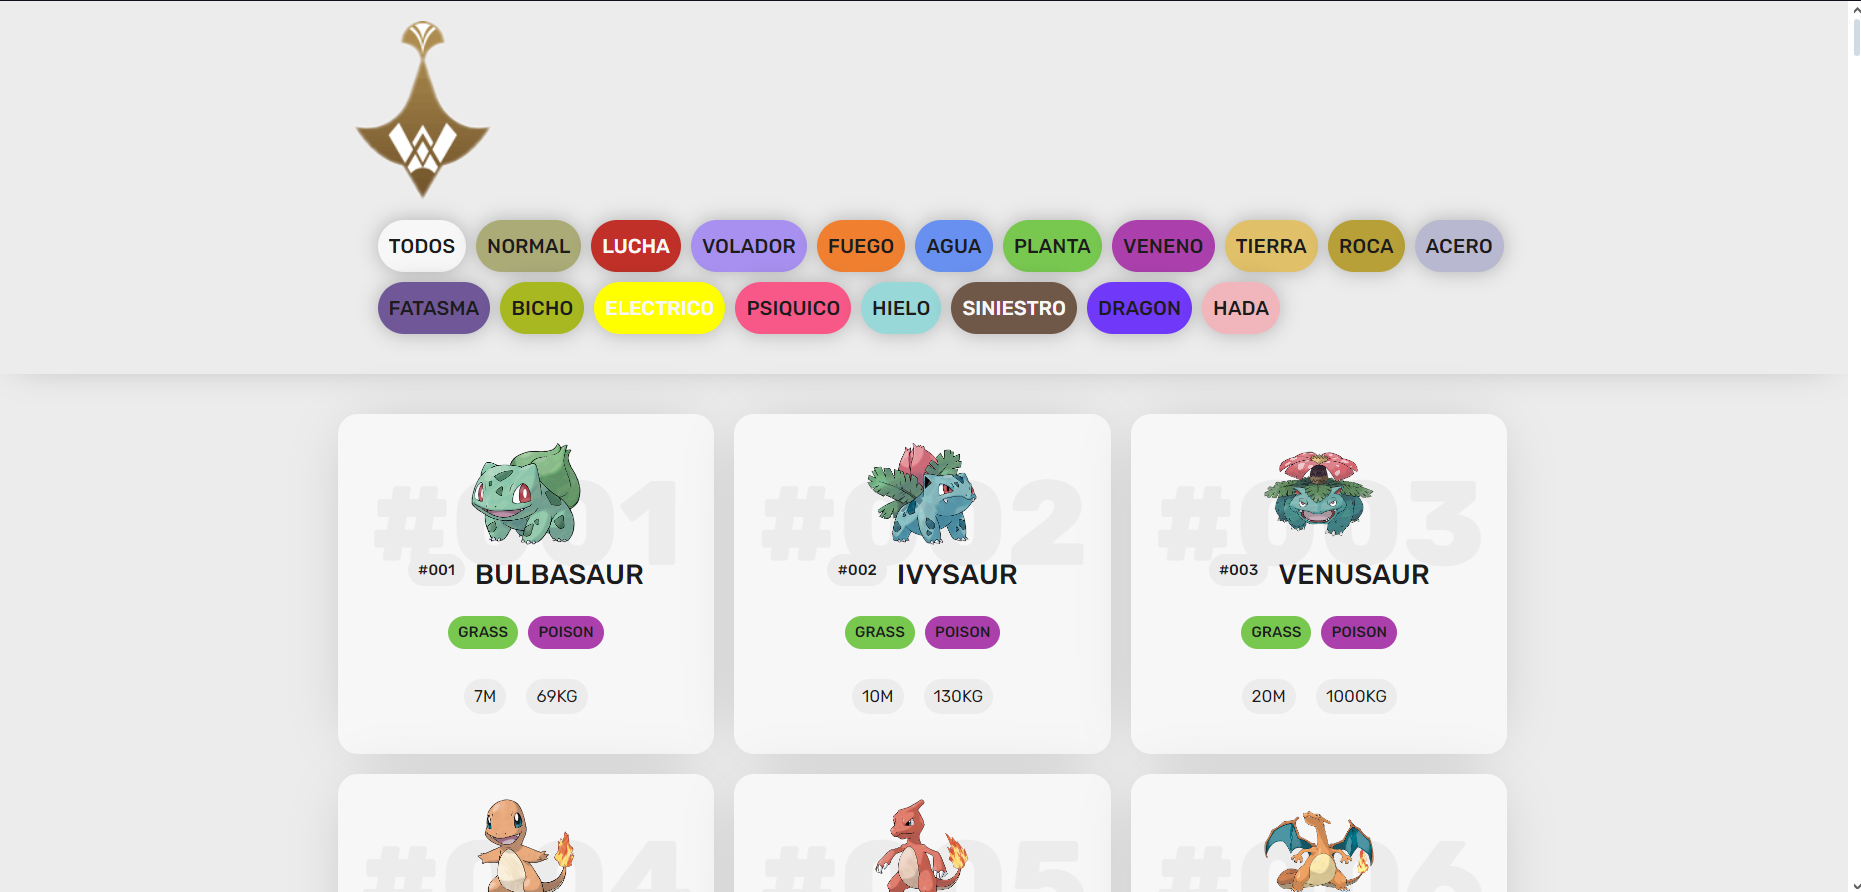 TODOS NORMAL LUCHA VOLADOR FUEGO AGUA PLANTA VENENO TIERRA ROCA ACERO
FATASMA BICHO ELECTRICO PSIQUICO HIELO SINIESTRO DRAGON HADA
#001
#001 BULBASAUR
GRASS POISON
7M 69KG
#002
#002 IVYSAUR
GRASS POISON
10M 130KG
#003
#003 VENUSAUR
GRASS POISON
20M 1000KG
#004
#005
#006